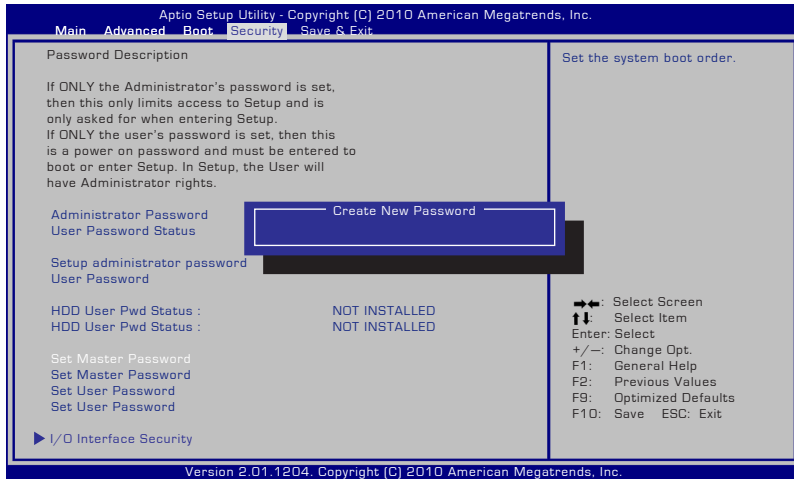 Aptio Setup Utility - Copyright (C) 2010 American Megatrends, Inc.
Main Advanced Boot Security Save & Exit
Password Description
If ONLY the Administrator's password is set,
then this only limits access to Setup and is
only asked for when entering Setup.
If ONLY the user's password is set, then this
is a power on password and must be entered to
boot or enter Setup. In Setup, the User will
have Administrator rights.
Administrator Password
User Password Status
Create New Password
Setup administrator password
User Password
HDD User Pwd Status : NOT INSTALLED
HDD User Pwd Status : NOT INSTALLED
Set Master Password
Set Master Password
Set User Password
Set User Password
I/O Interface Security
Set the system boot order.
→←: Select Screen
↑↓: Select Item
Enter: Select
+/—: Change Opt.
F1: General Help
F2: Previous Values
F9: Optimized Defaults
F10: Save ESC: Exit
Version 2.01.1204. Copyright (C) 2010 American Megatrends, Inc.